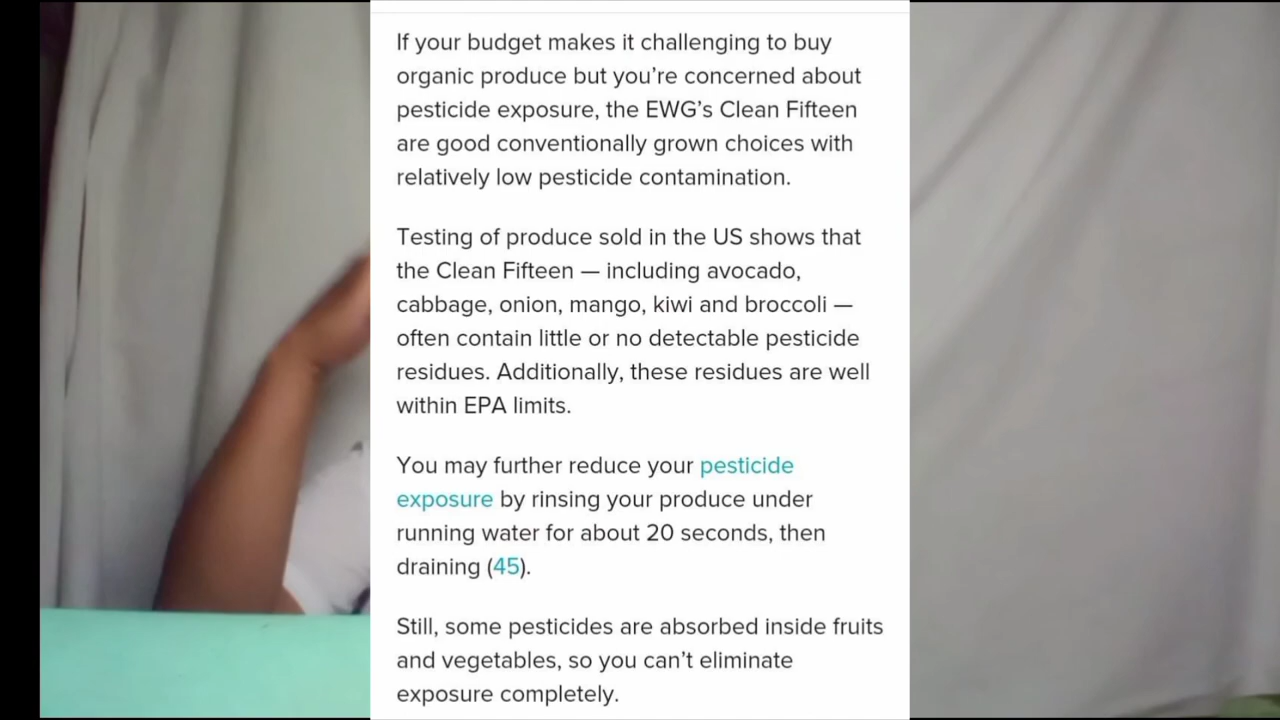 If your budget makes it challenging to buy
organic produce but you’re concerned about
pesticide exposure, the EWG’s Clean Fifteen
are good conventionally grown choices with
relatively low pesticide contamination.
Testing of produce sold in the US shows that
the Clean Fifteen — including avocado,
cabbage, onion, mango, kiwi and broccoli —
often contain little or no detectable pesticide
residues. Additionally, these residues are well
within EPA limits.
You may further reduce your pesticide
exposure by rinsing your produce under
running water for about 20 seconds, then
draining (45).
Still, some pesticides are absorbed inside fruits
and vegetables, so you can’t eliminate
exposure completely.